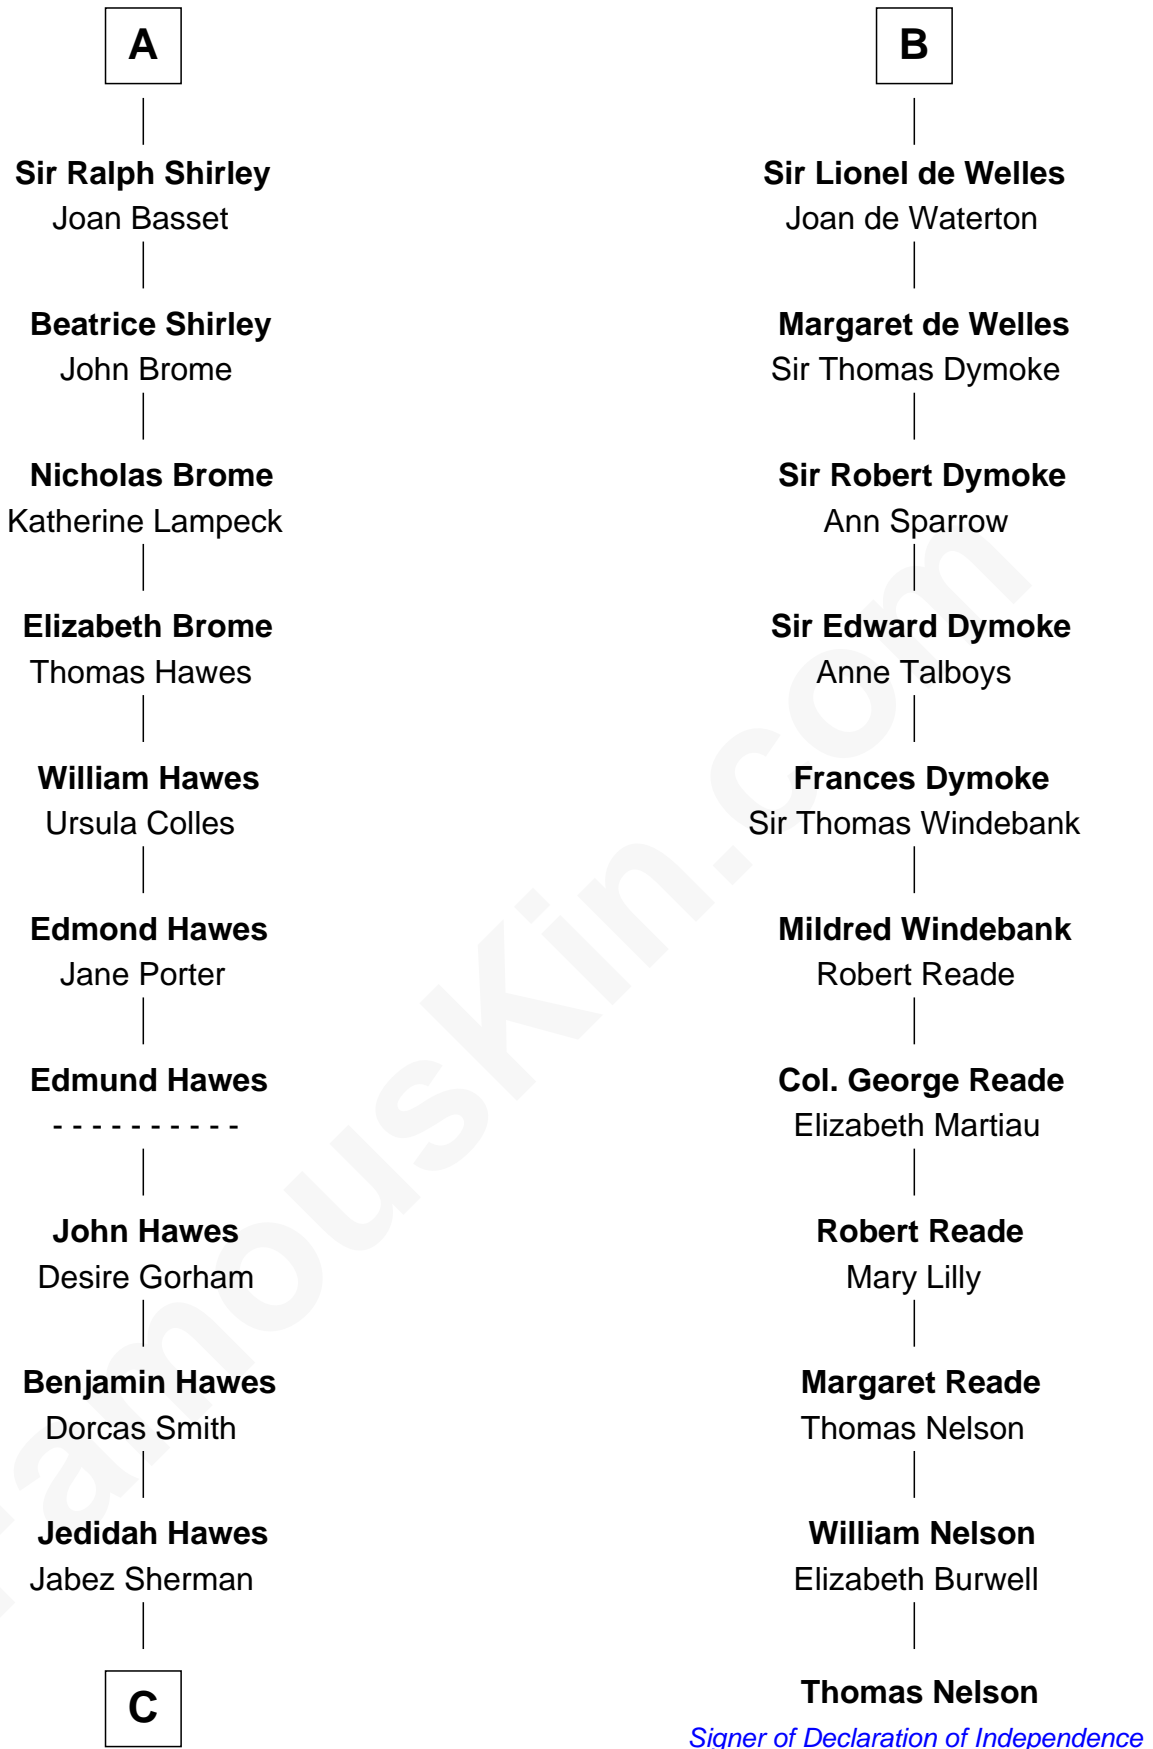 A
Sir Ralph Shirley
Joan Basset
Beatrice Shirley
John Brome
Nicholas Brome
Katherine Lampeck
Elizabeth Brome
Thomas Hawes
William Hawes
Ursula Colles
Edmond Hawes
Jane Porter
Edmund Hawes
- - - - - - - - - -
John Hawes
Desire Gorham
Benjamin Hawes
Dorcas Smith
Jedidah Hawes
Jabez Sherman
C
B
Sir Lionel de Welles
Joan de Waterton
Margaret de Welles
Sir Thomas Dymoke
Sir Robert Dymoke
Ann Sparrow
Sir Edward Dymoke
Anne Talboys
Frances Dymoke
Sir Thomas Windebank
Mildred Windebank
Robert Reade
Col. George Reade
Elizabeth Martiau
Robert Reade
Mary Lilly
Margaret Reade
Thomas Nelson
William Nelson
Elizabeth Burwell
Thomas Nelson
Signer of Declaration of Independence
FamousKin.com